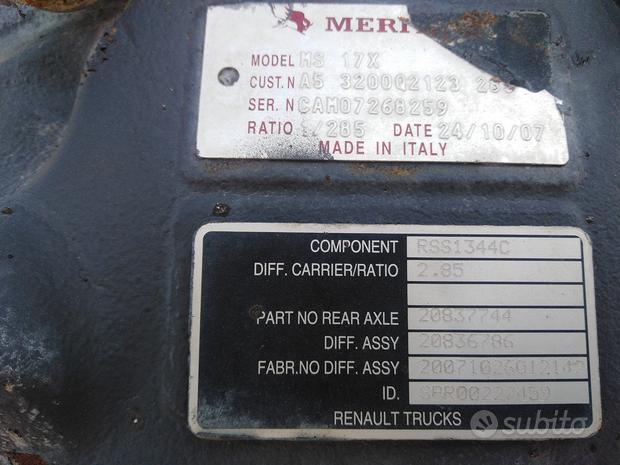 MERI
MODEL MS 17X
CUST.N A5 3200Q2123
SER. N CAM07268259
RATIO 1/285 DATE 24/10/07
MADE IN ITALY
COMPONENT RSS1344C
DIFF. CARRIER/RATIO 2.85
PART NO REAR AXLE 20837744
DIFF. ASSY 20836786
FABR.NO DIFF. ASSY
ID. SPR00227459
RENAULT TRUCKS
subito